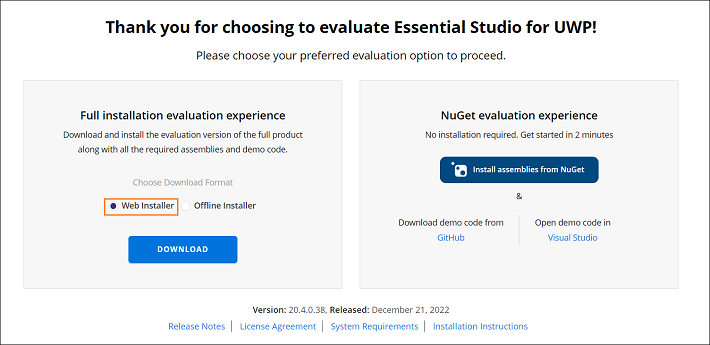 Thank you for choosing to evaluate Essential Studio for UWP!
Please choose your preferred evaluation option to proceed.
Full installation evaluation experience
Download and install the evaluation version of the full product
along with all the required assemblies and demo code.
Choose Download Format
Web Installer Offline Installer
DOWNLOAD
NuGet evaluation experience
No installation required. Get started in 2 minutes
Install assemblies from NuGet
&
Download demo code from
GitHub
Open demo code in
Visual Studio
Version: 20.4.0.38, Released: December 21, 2022
Release Notes License Agreement System Requirements Installation Instructions